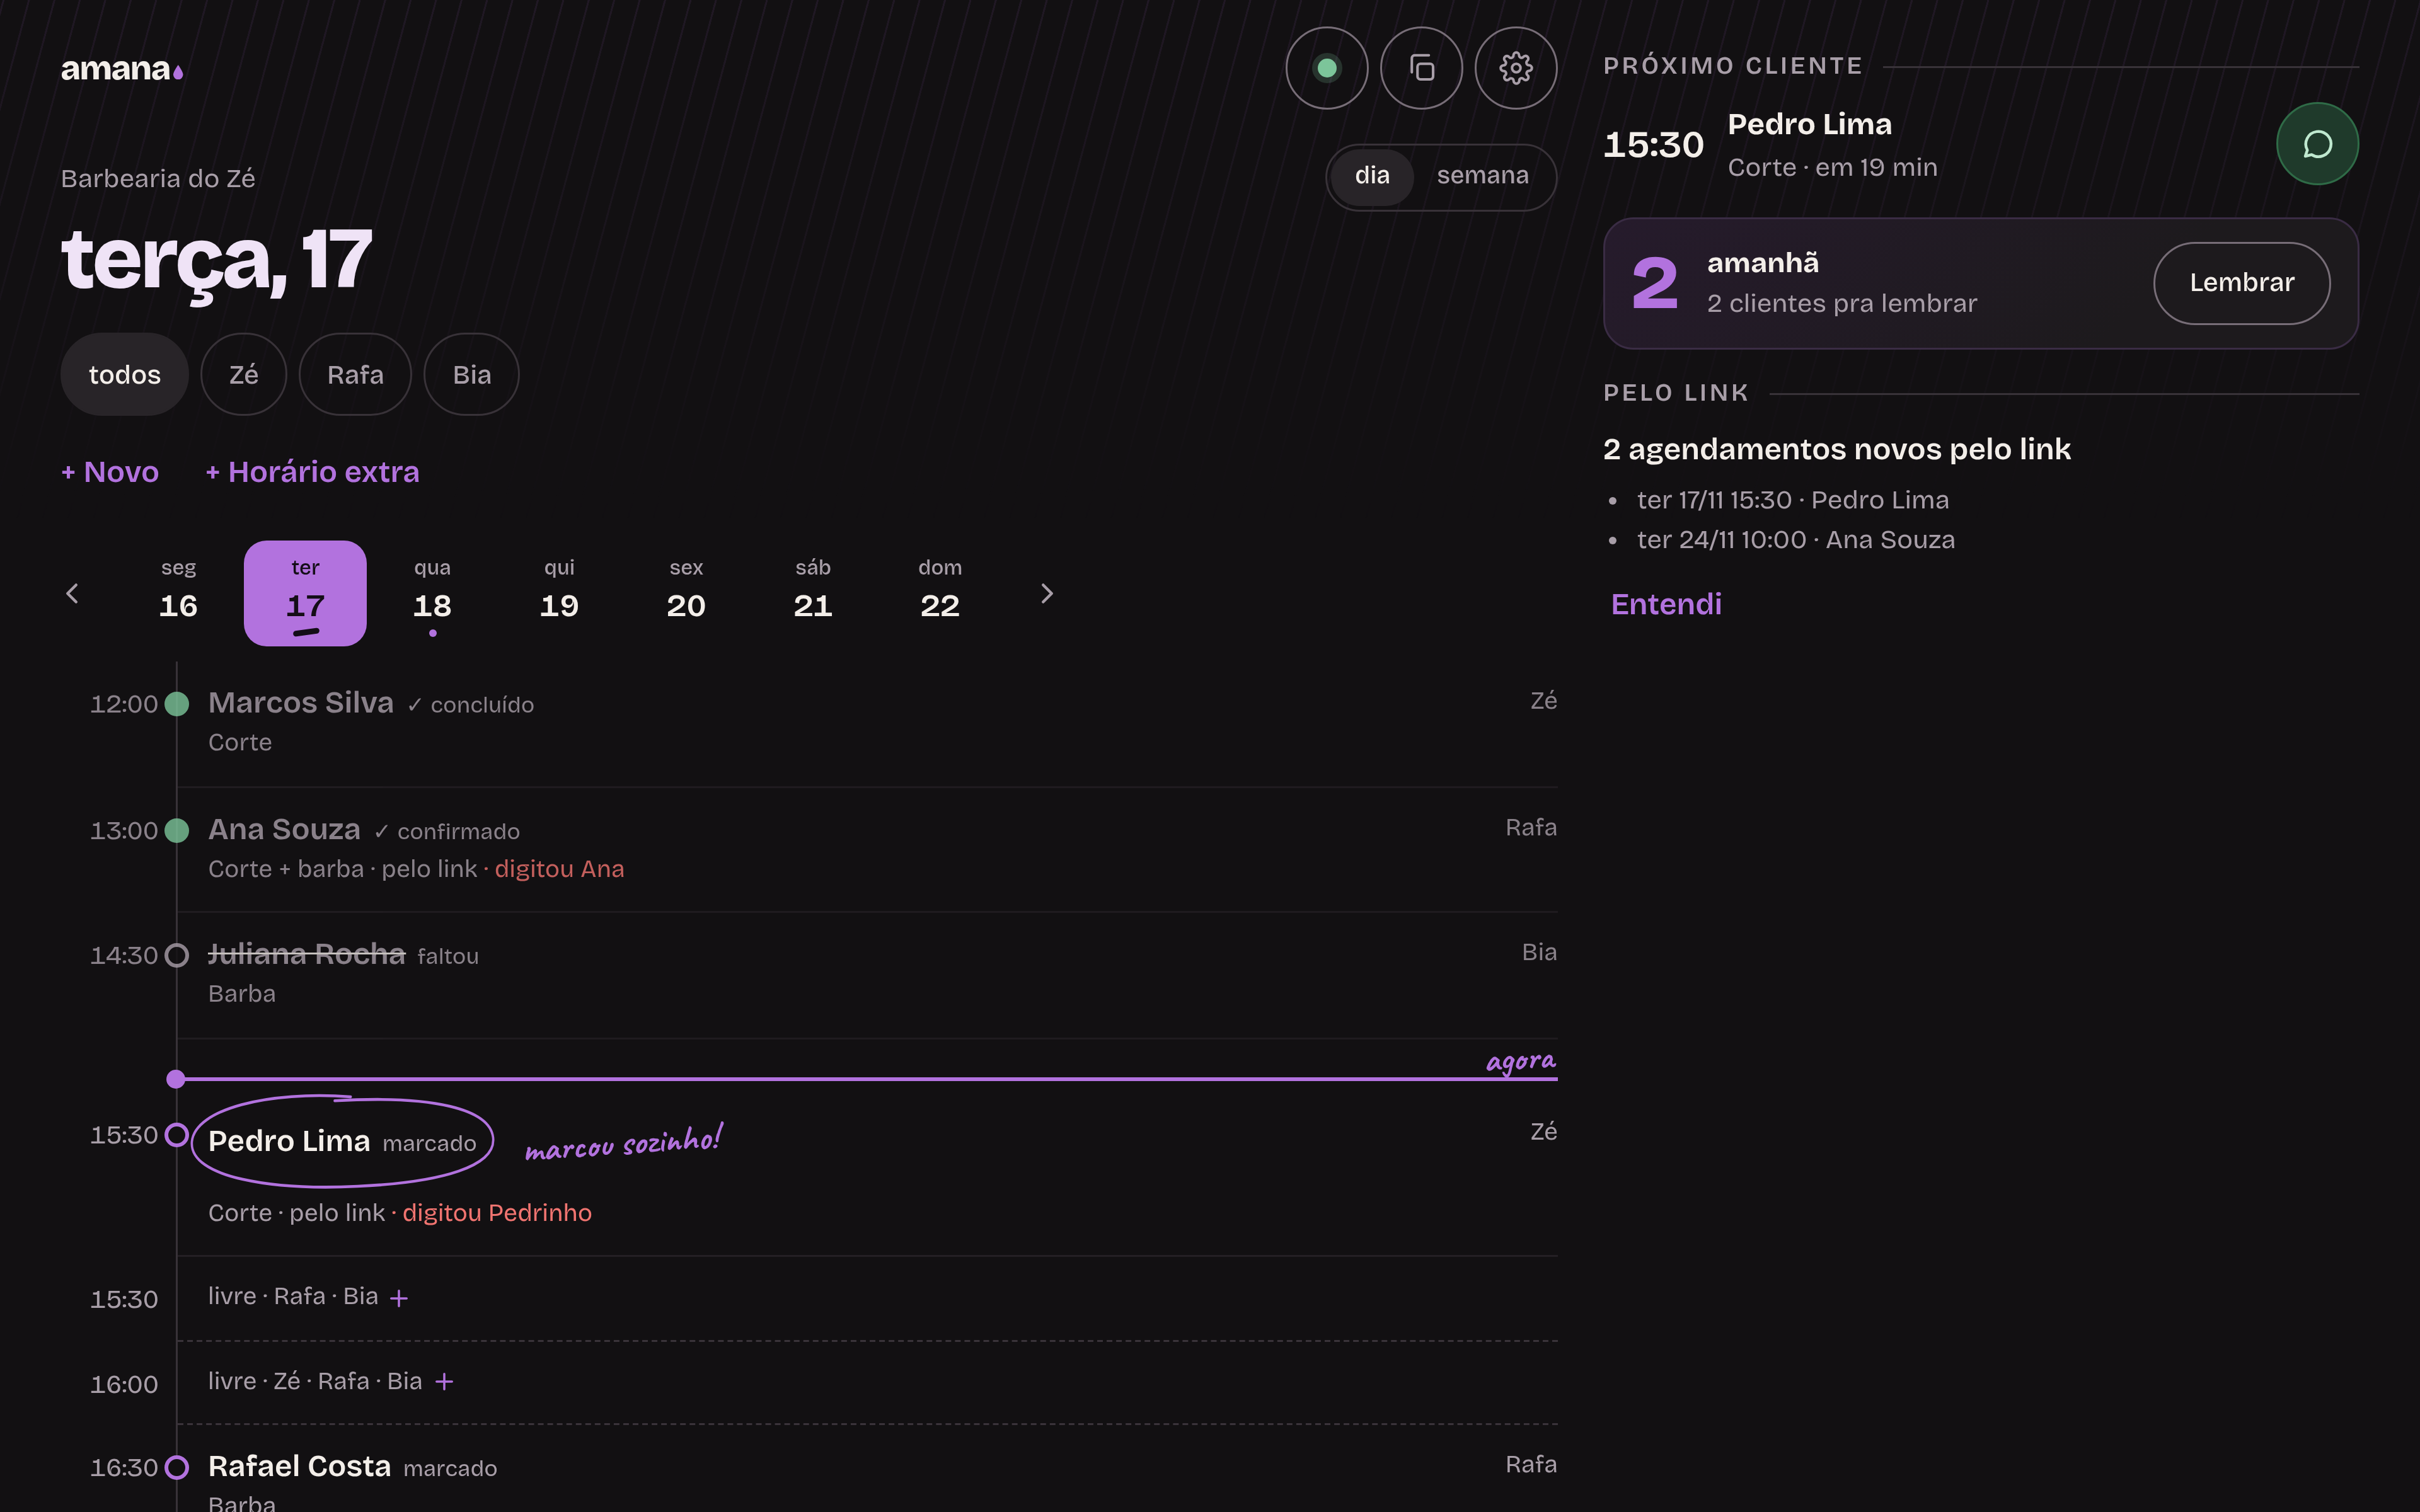 amana
Barbearia do Zé
terça, 17
dia semana
todos Zé Rafa Bia
+ Novo + Horário extra
seg ter qua qui sex sáb dom
16 17 18 19 20 21 22
12:00 Marcos Silva ✓ concluído Zé
Corte
13:00 Ana Souza ✓ confirmado Rafa
Corte + barba · pelo link · digitou Ana
14:30 Juliana Rocha faltou Bia
Barba
agora
15:30 Pedro Lima marcado marcou sozinho! Zé
Corte · pelo link · digitou Pedrinho
15:30 livre · Rafa · Bia +
16:00 livre · Zé · Rafa · Bia +
16:30 Rafael Costa marcado Rafa
Barba
PRÓXIMO CLIENTE
15:30 Pedro Lima
Corte · em 19 min
2 amanhã
2 clientes pra lembrar
Lembrar
PELO LINK
2 agendamentos novos pelo link
• ter 17/11 15:30 · Pedro Lima
• ter 24/11 10:00 · Ana Souza
Entendi